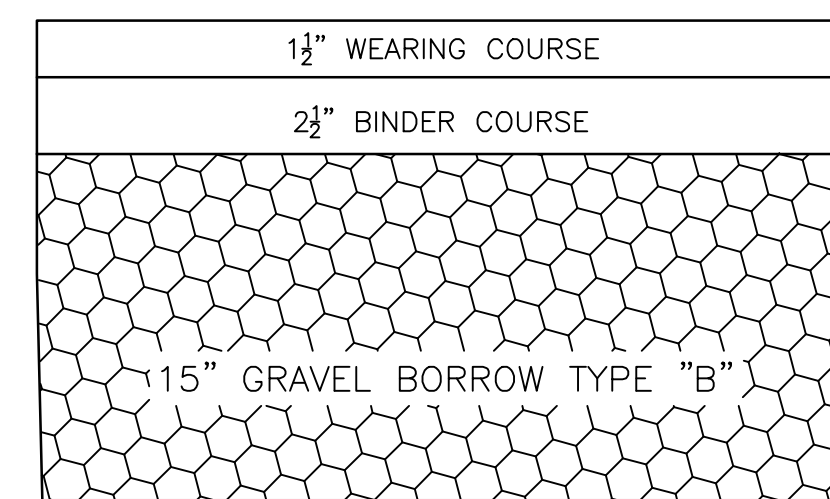 1½” WEARING COURSE
2½” BINDER COURSE
15” GRAVEL BORROW TYPE ”B”